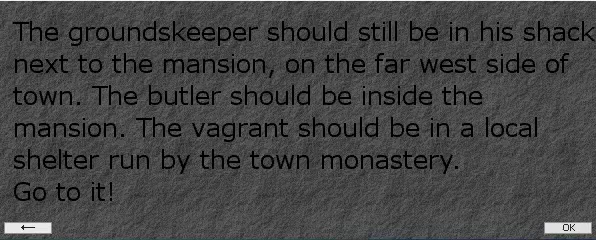 The groundskeeper should still be in his shack
next to the mansion, on the far west side of
town. The butler should be inside the
mansion. The vagrant should be in a local
shelter run by the town monastery.
Go to it!
← OK